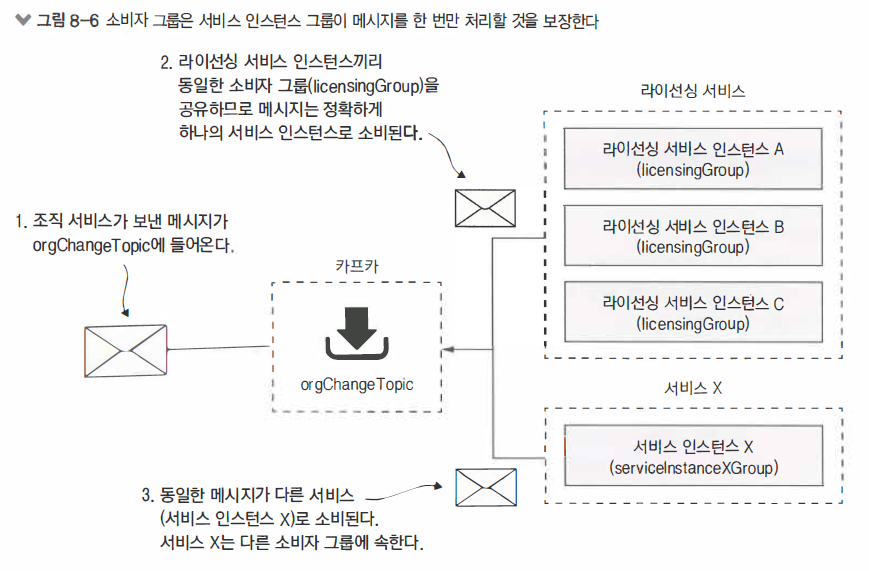 그림 8-6 소비자 그룹은 서비스 인스턴스 그룹이 메시지를 한 번만 처리할 것을 보장한다
2. 라이선싱 서비스 인스턴스끼리
동일한 소비자 그룹(licensingGroup)을
공유하므로 메시지는 정확하게
하나의 서비스 인스턴스로 소비된다.
라이선싱 서비스
라이선싱 서비스 인스턴스 A
(licensingGroup)
라이선싱 서비스 인스턴스 B
(licensingGroup)
라이선싱 서비스 인스턴스 C
(licensingGroup)
1. 조직 서비스가 보낸 메시지가
orgChangeTopic에 들어온다.
카프카
orgChangeTopic
서비스 X
서비스 인스턴스 X
(serviceInstanceXGroup)
3. 동일한 메시지가 다른 서비스
(서비스 인스턴스 X)로 소비된다.
서비스 X는 다른 소비자 그룹에 속한다.